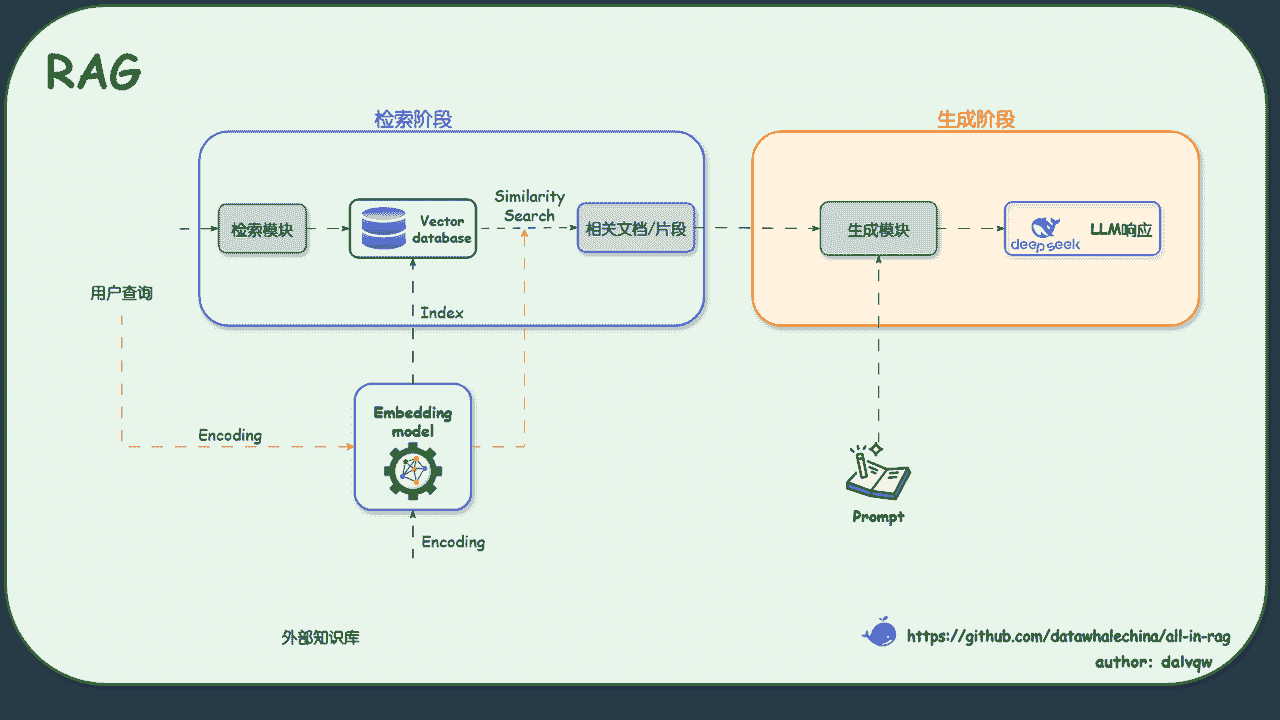 RAG
检索阶段
生成阶段
检索模块
Vector
database
Similarity
Search
相关文档/片段
生成模块
deepseek
LLM响应
用户查询
Index
Encoding
Embedding
model
Encoding
Prompt
外部知识库
https://github.com/datawhalechina/all-in-rag
author: dalvqw